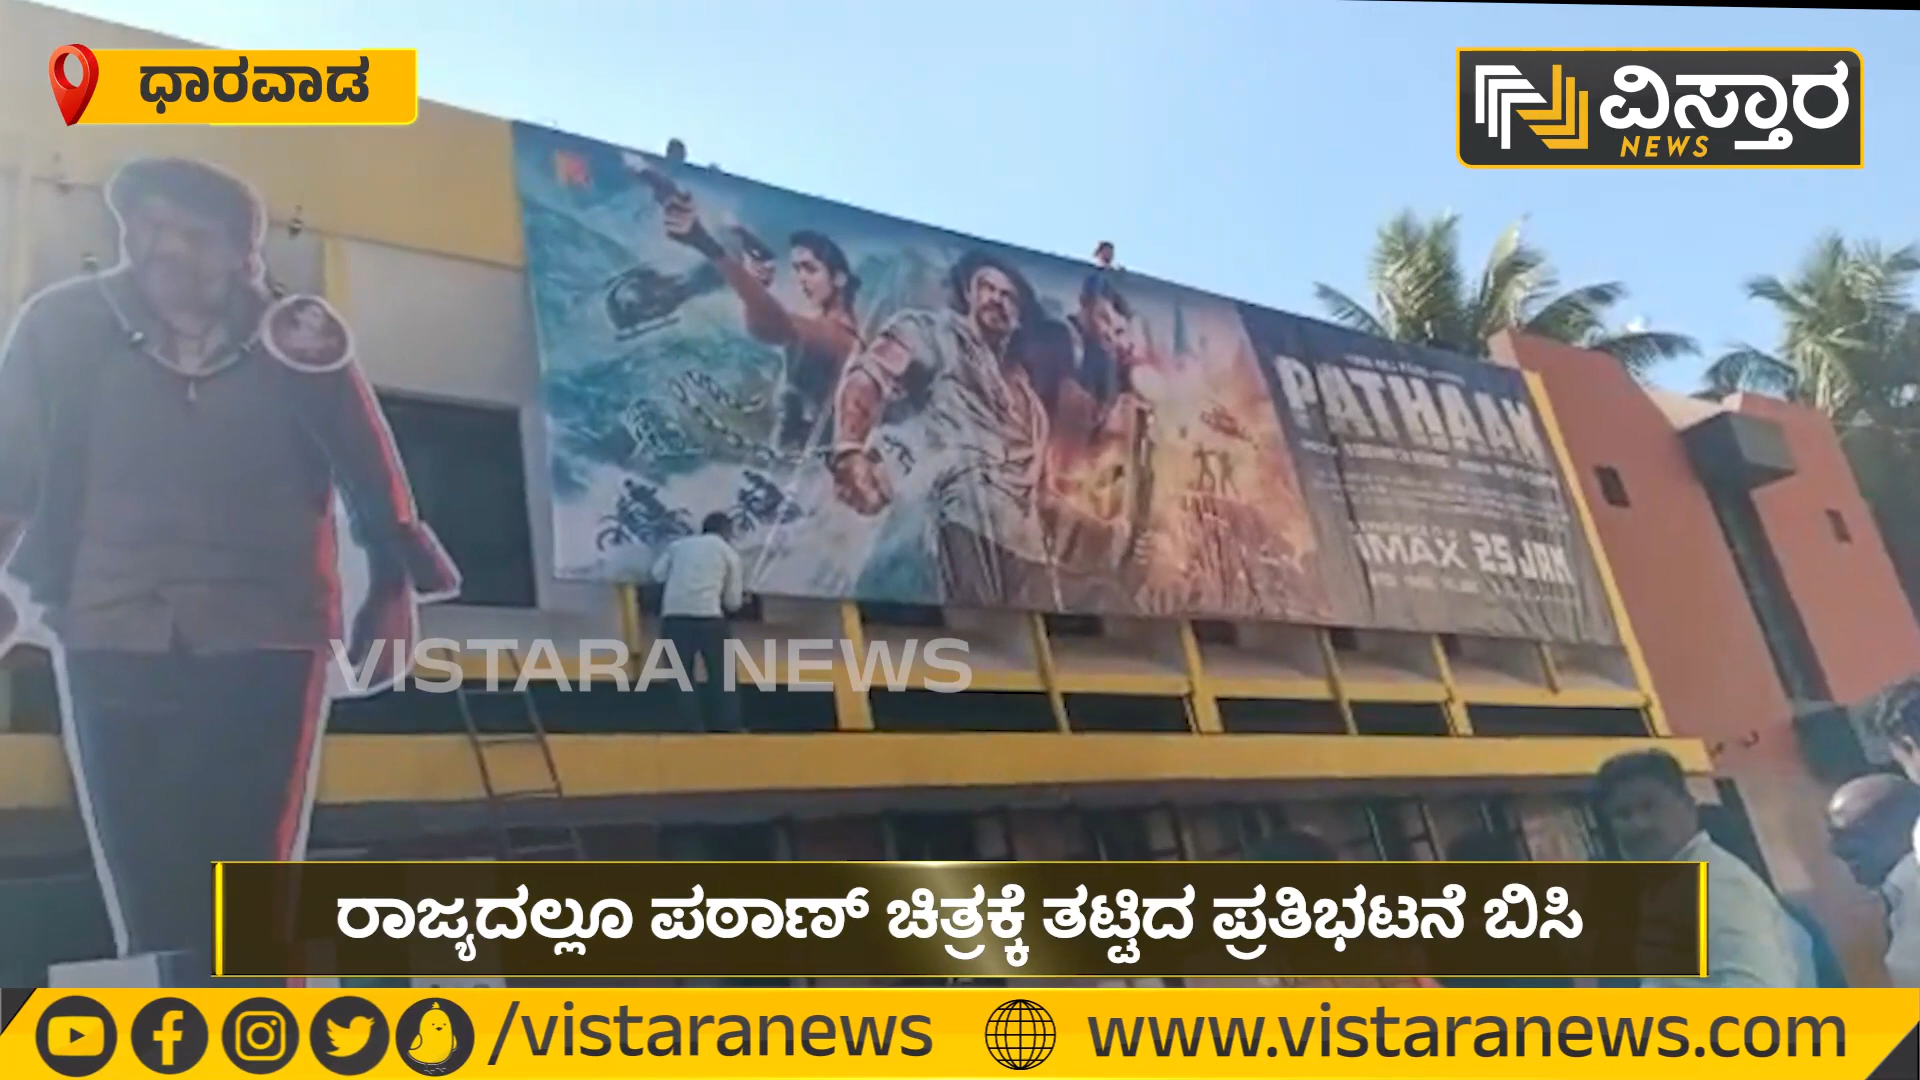 ಧಾರವಾಡ
ವಿಸ್ತಾರ
NEWS
PATHAAN
IMAX 25 JAN
VISTARA NEWS
ರಾಜ್ಯದಲ್ಲೂ ಪಠಾಣ್ ಚಿತ್ರಕ್ಕೆ ತಟ್ಟಿದ ಪ್ರತಿಭಟನೆ ಬಿಸಿ
/vistaranews
www.vistaranews.com